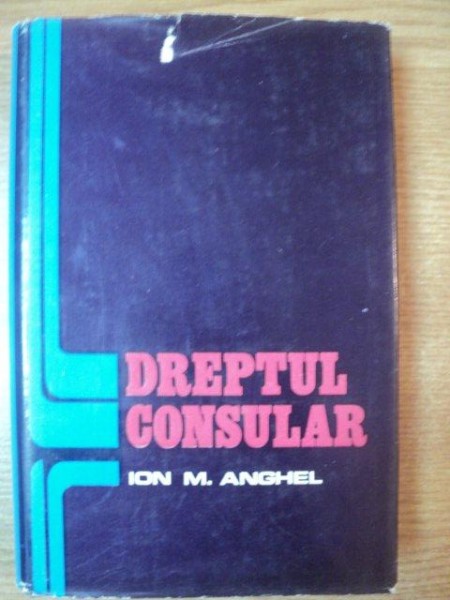 DREPTUL
CONSULAR
ION M. ANGHEL